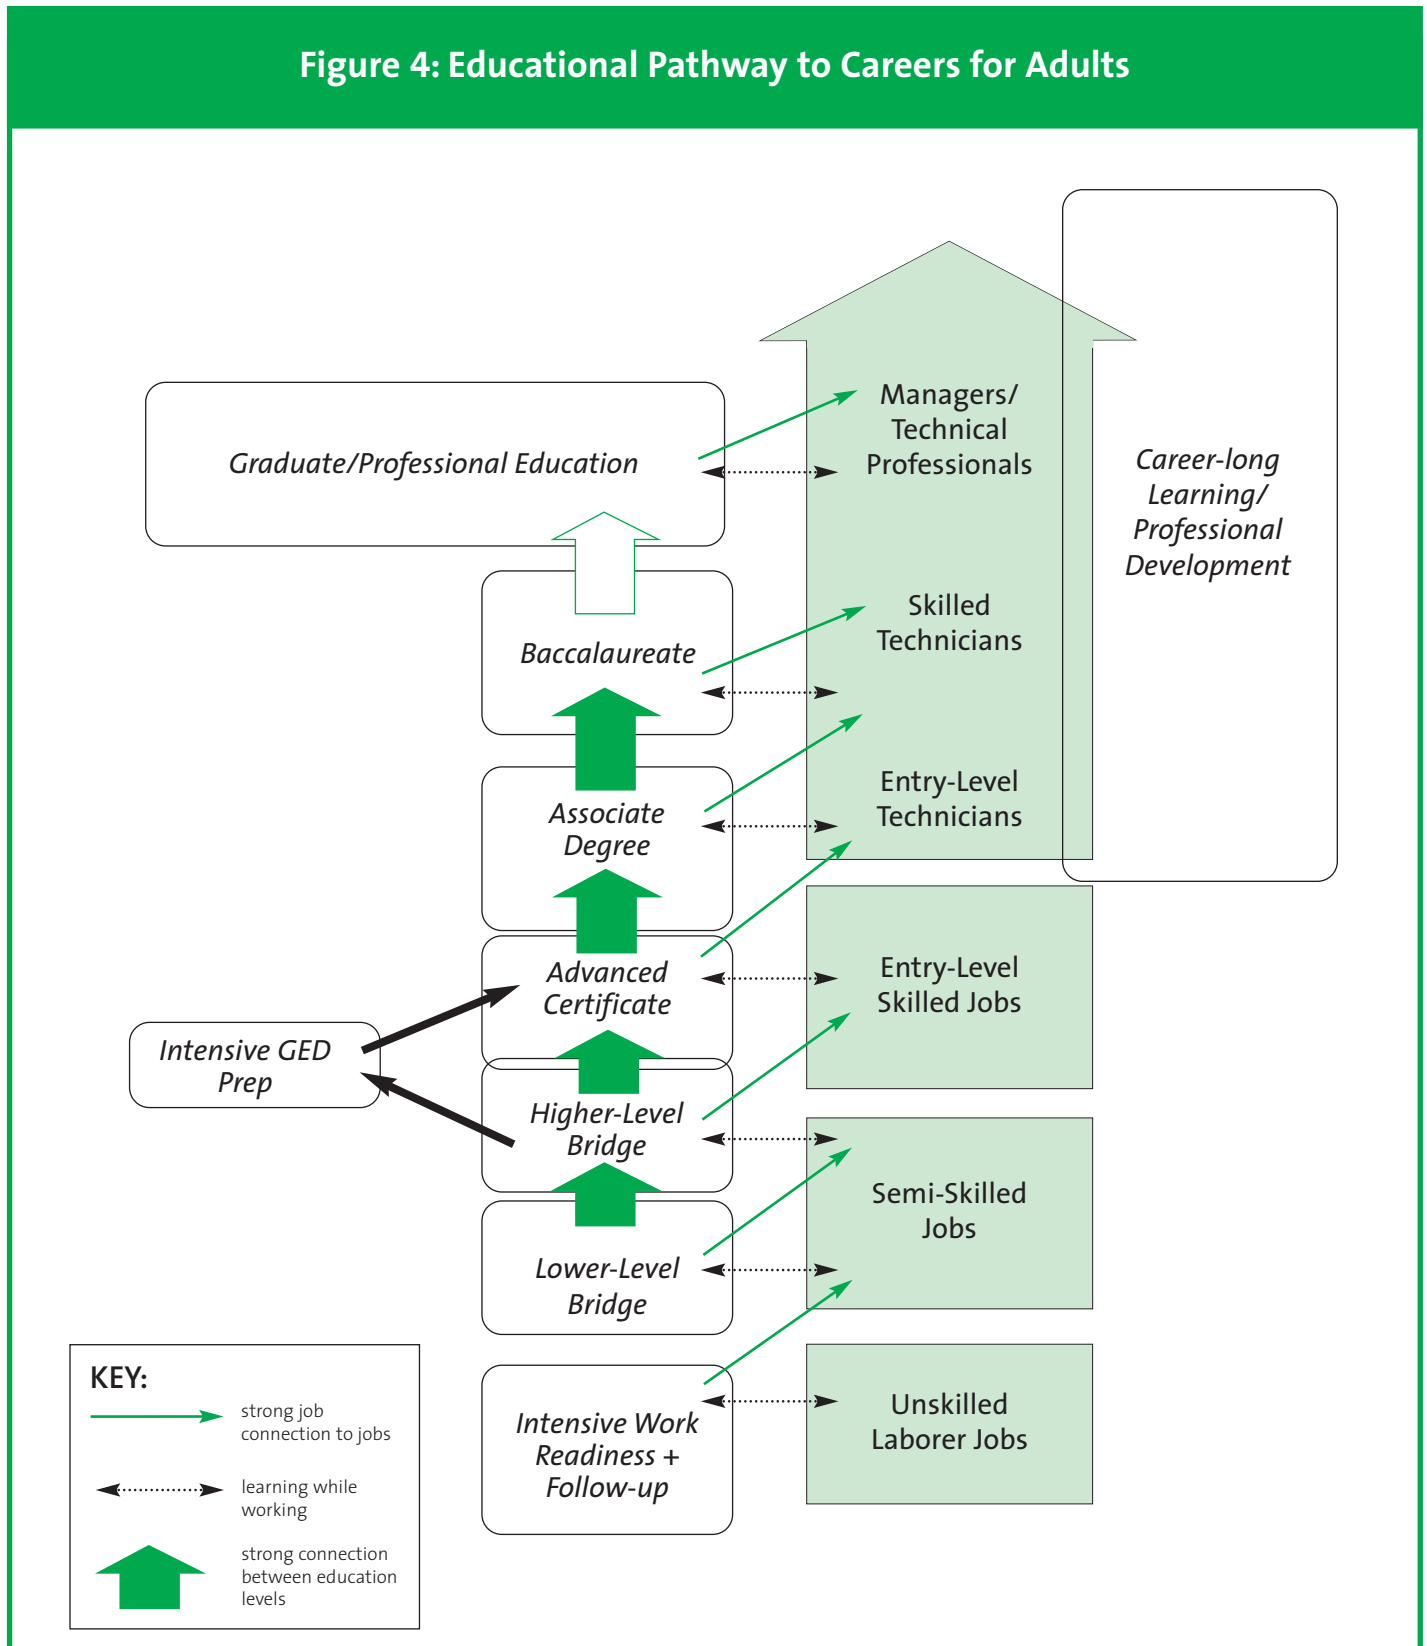 Figure 4: Educational Pathway to Careers for Adults
Managers/
Technical
Professionals
Graduate/Professional Education
Career-long
Learning/
Professional
Development
Skilled
Technicians
Baccalaureate
Entry-Level
Technicians
Associate
Degree
Entry-Level
Skilled Jobs
Advanced
Certificate
Intensive GED
Prep
Higher-Level
Bridge
Semi-Skilled
Jobs
Lower-Level
Bridge
Unskilled
Laborer Jobs
Intensive Work
Readiness +
Follow-up
KEY:
strong job
connection to jobs
learning while
working
strong connection
between education
levels